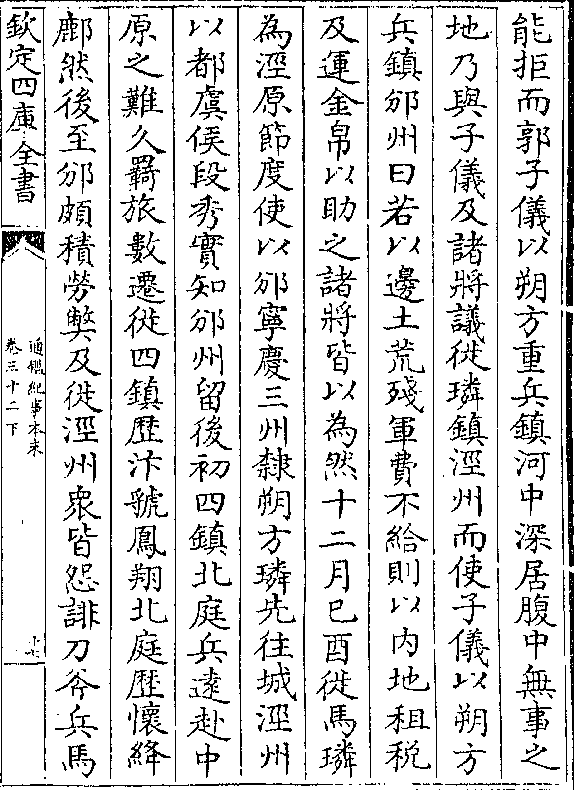 能拒而郭子儀以朔方重兵鎮河中深居腹中無事之
地乃與子儀及諸將議徙璘鎮涇州而使子儀以朔方
兵鎮邠州曰若以邊土荒殘軍費不給則以內地租税
及運金帛以助之諸將皆以為然十二月己酉徙馬璘
為涇原節度使以邠寧慶三州隸朔方璘先往城涇州
以都虞侯段秀實知邠州留後初四鎮北庭兵遠赴中
原之難久羇旅數遷徙四鎮歴汴虢鳳翔北庭歴懷絳
鄜然後至邠頗積勞弊及徙涇州衆皆怨誹刀斧兵馬
欽定四庫全書
通鑑紀事本末
卷三十二下
十七